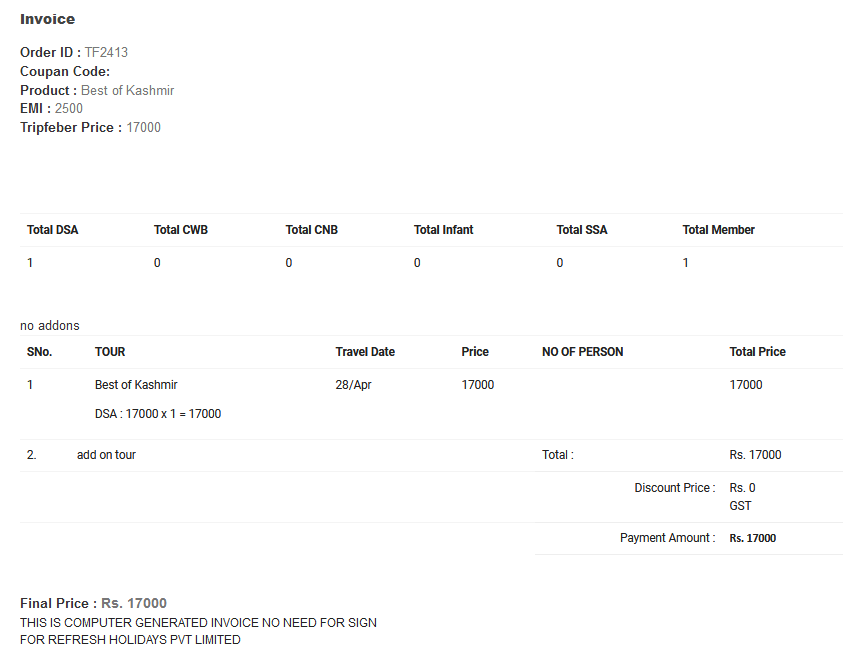 Invoice
Order ID : TF2413
Coupan Code:
Product : Best of Kashmir
EMI : 2500
Tripfeber Price : 17000
Total DSA Total CWB Total CNB Total Infant Total SSA Total Member
1 0 0 0 0 1
no addons
SNo. TOUR Travel Date Price NO OF PERSON Total Price
1 Best of Kashmir 28/Apr 17000 17000
DSA : 17000 x 1 = 17000
2. add on tour Total : Rs. 17000
Discount Price : Rs. 0
GST
Payment Amount : Rs. 17000
Final Price : Rs. 17000
THIS IS COMPUTER GENERATED INVOICE NO NEED FOR SIGN
FOR REFRESH HOLIDAYS PVT LIMITED